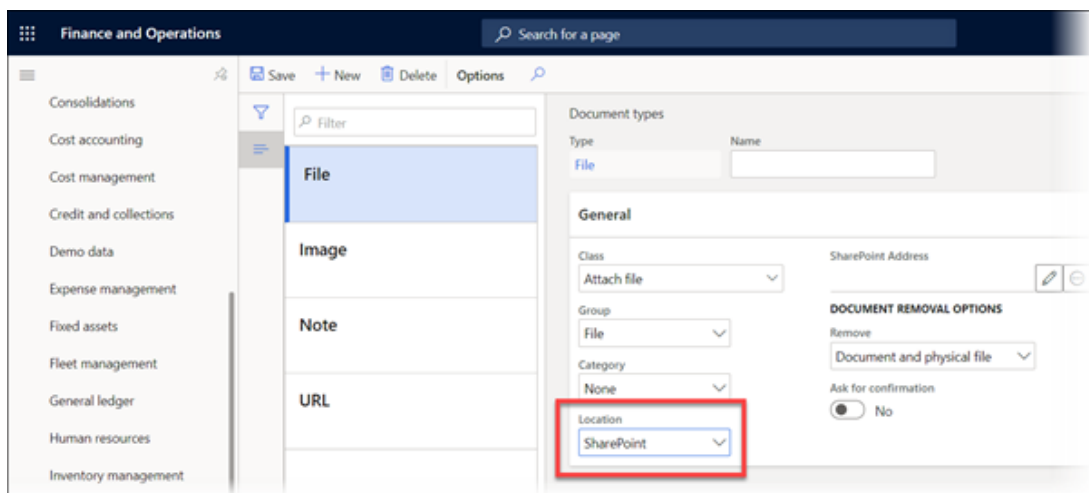 Finance and Operations
Search for a page
Save
New
Delete
Options
Consolidations
Cost accounting
Cost management
Credit and collections
Demo data
Expense management
Fixed assets
Fleet management
General ledger
Human resources
Inventory management
Filter
File
Image
Note
URL
Document types
Type
Name
File
General
Class
Attach file
Group
File
Category
None
Location
SharePoint
SharePoint Address
DOCUMENT REMOVAL OPTIONS
Remove
Document and physical file
Ask for confirmation
No